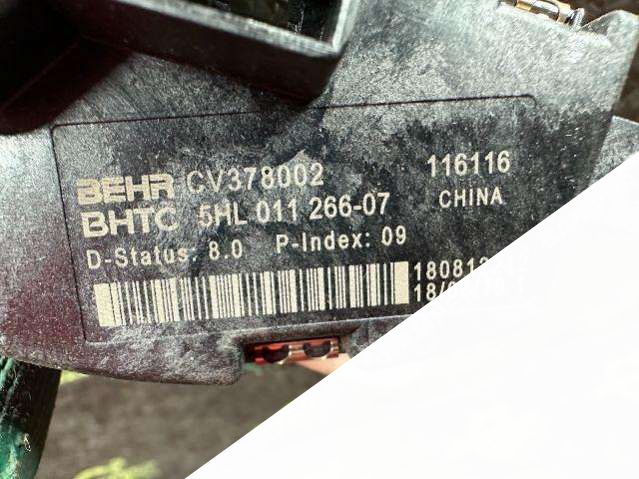 BEHR CV378002 116116
BHTC 5HL 011 266-07 CHINA
D-Status: 8.0 P-Index: 09